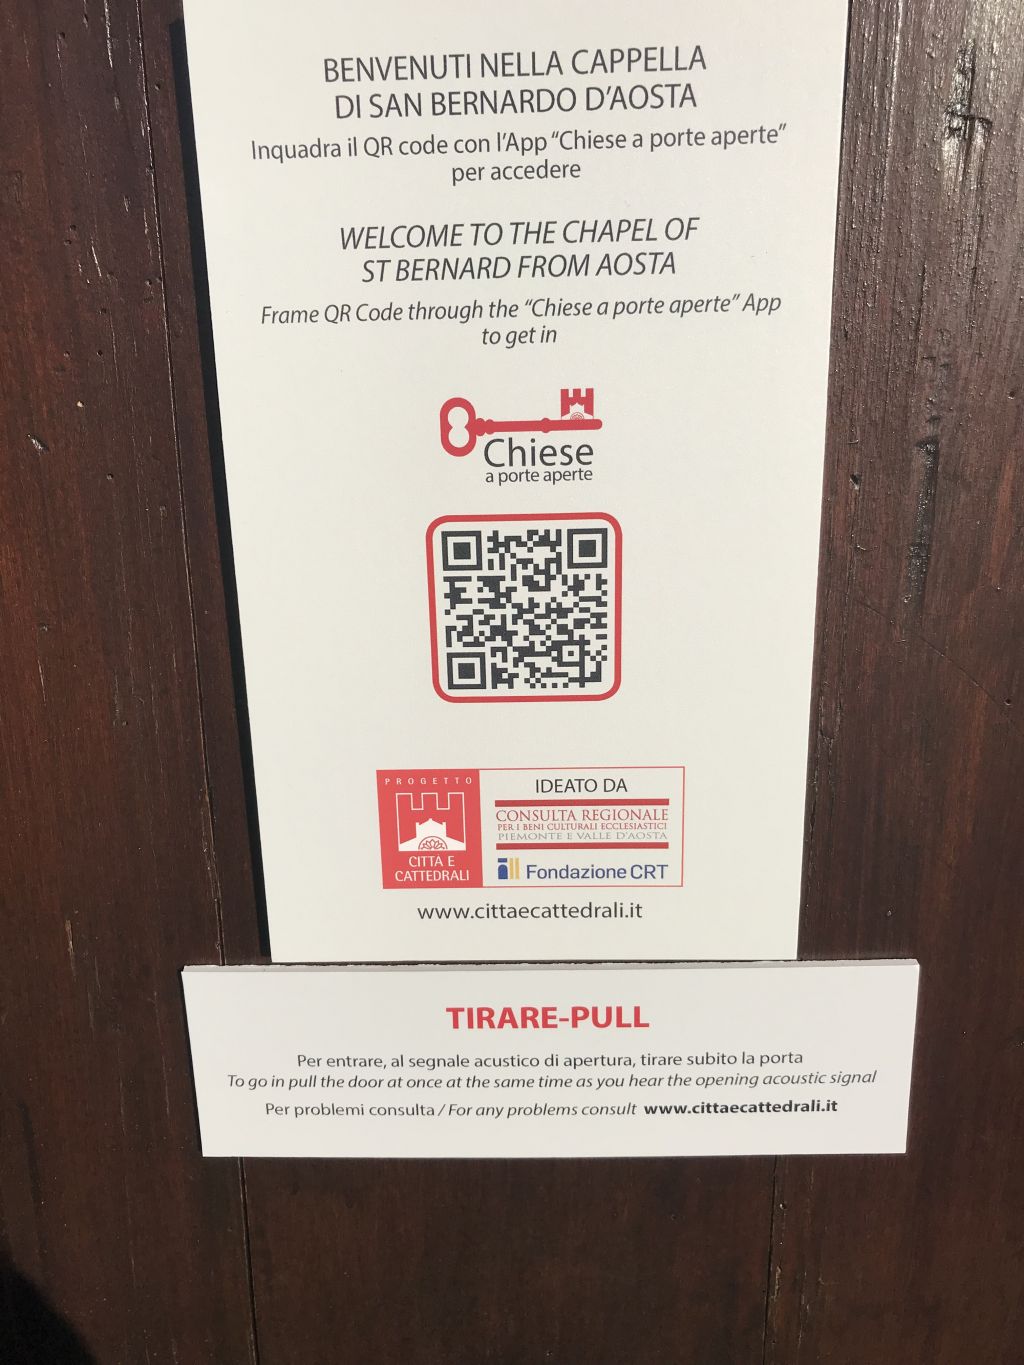 BENVENUTI NELLA CAPPELLA
DI SAN BERNARDO D'AOSTA
Inquadra il QR code con l'App "Chiese a porte aperte"
per accedere
WELCOME TO THE CHAPEL OF
ST BERNARD FROM AOSTA
Frame QR Code through the "Chiese a porte aperte" App
to get in
Chiese
a porte aperte
PROGETTO
CITTÀ E
CATTEDRALI
IDEATO DA
CONSULTA REGIONALE
PER I BENI CULTURALI ECCLESIASTICI
PIEMONTE E VALLE D'AOSTA
Fondazione CRT
www.cittaecattedrali.it
TIRARE-PULL
Per entrare, al segnale acustico di apertura, tirare subito la porta
To go in pull the door at once at the same time as you hear the opening acoustic signal
Per problemi consulta / For any problems consult www.cittaecattedrali.it